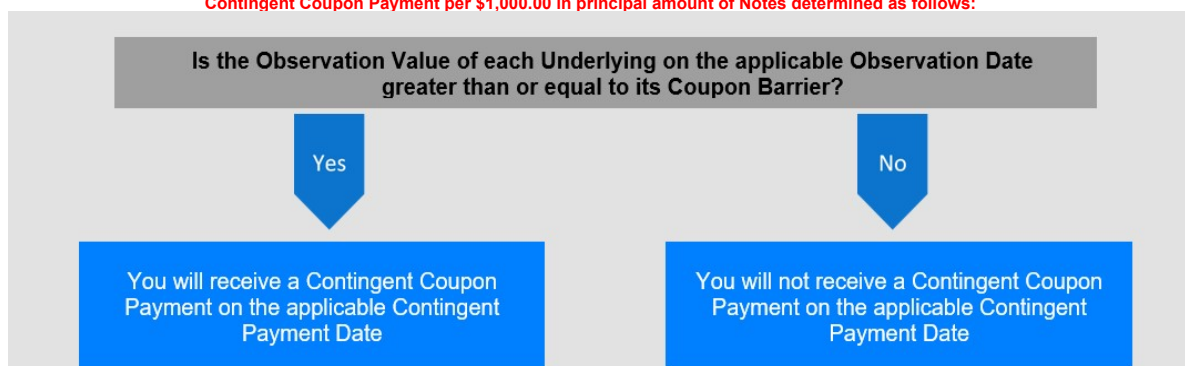 Contingent Coupon Payment per $1,000.00 in principal amount of Notes determined as follows:
Is the Observation Value of each Underlying on the applicable Observation Date
greater than or equal to its Coupon Barrier?
Yes
No
You will receive a Contingent Coupon
Payment on the applicable Contingent
Payment Date
You will not receive a Contingent Coupon
Payment on the applicable Contingent
Payment Date